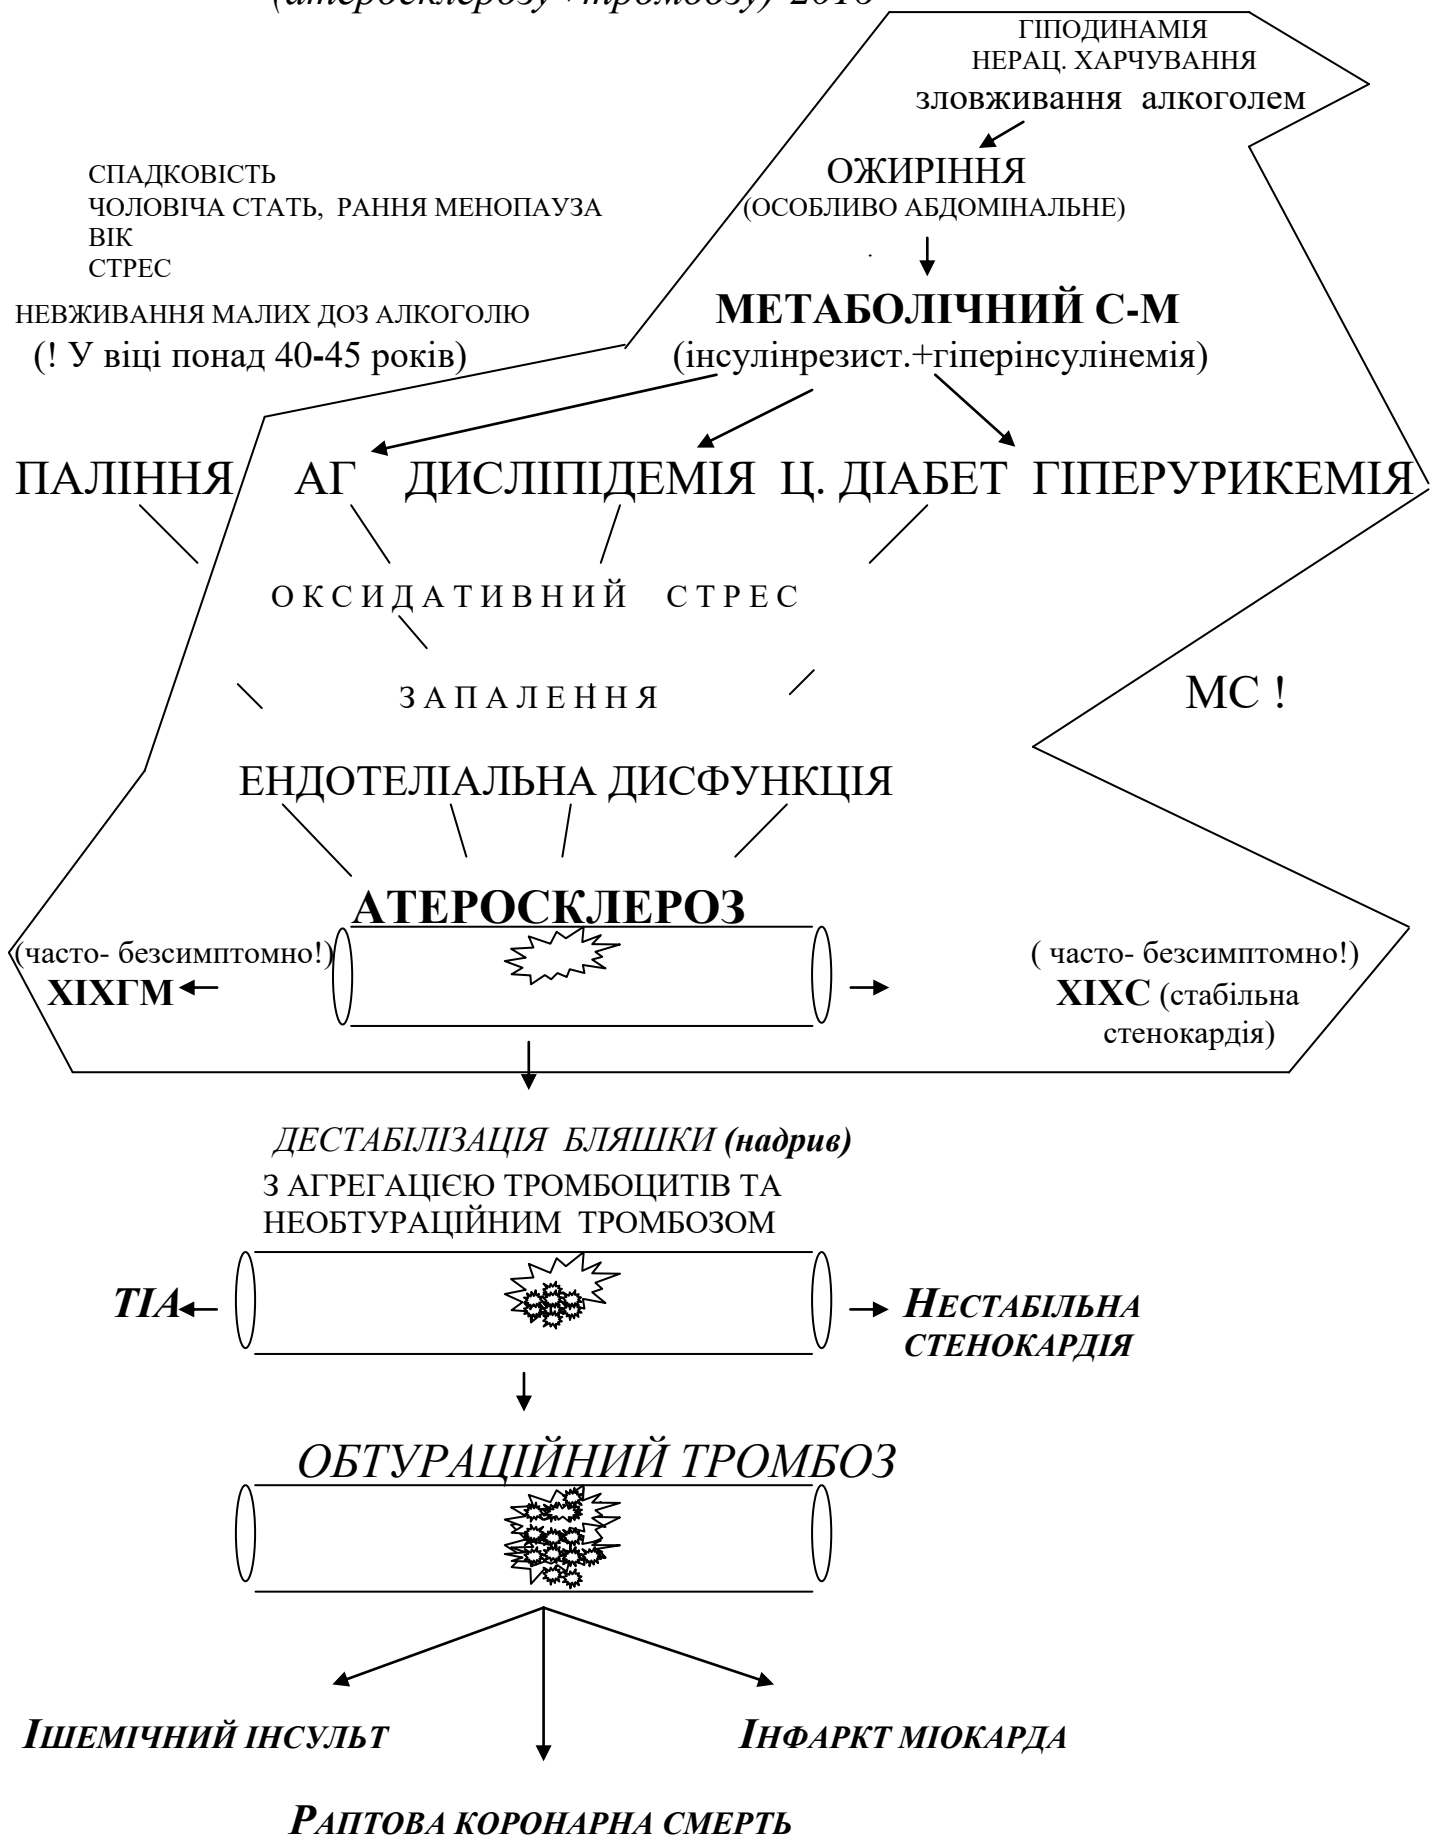 (атеросклерозу+тромбозу) 2016
ГІПОДИНАМІЯ
НЕРАЦ. ХАРЧУВАННЯ
зловживання алкоголем
ОЖИРІННЯ
(ОСОБЛИВО АБДОМІНАЛЬНЕ)
СПАДКОВІСТЬ
ЧОЛОВІЧА СТАТЬ, РАННЯ МЕНОПАУЗА
ВІК
СТРЕС
НЕВЖИВАННЯ МАЛИХ ДОЗ АЛКОГОЛЮ
(! У віці понад 40-45 років)
МЕТАБОЛІЧНИЙ С-М
(інсулінрезист.+гіперінсулінемія)
ПАЛІННЯ АГ ДИСЛІПІДЕМІЯ Ц. ДІАБЕТ ГІПЕРУРИКЕМІЯ
О К С И Д А Т И В Н И Й С Т Р Е С
З А П А Л Е Н Н Я
МС !
ЕНДОТЕЛІАЛЬНА ДИСФУНКЦІЯ
АТЕРОСКЛЕРОЗ
(часто- безсимптомно!)
ХІХГМ
( часто- безсимптомно!)
ХІХС (стабільна
стенокардія)
ДЕСТАБІЛІЗАЦІЯ БЛЯШКИ (надрив)
З АГРЕГАЦІЄЮ ТРОМБОЦИТІВ ТА
НЕОБТУРАЦІЙНИМ ТРОМБОЗОМ
ТІА
НЕСТАБІЛЬНА
СТЕНОКАРДІЯ
ОБТУРАЦІЙНИЙ ТРОМБОЗ
ІШЕМІЧНИЙ ІНСУЛЬТ
ІНФАРКТ МІОКАРДА
РАПТОВА КОРОНАРНА СМЕРТЬ